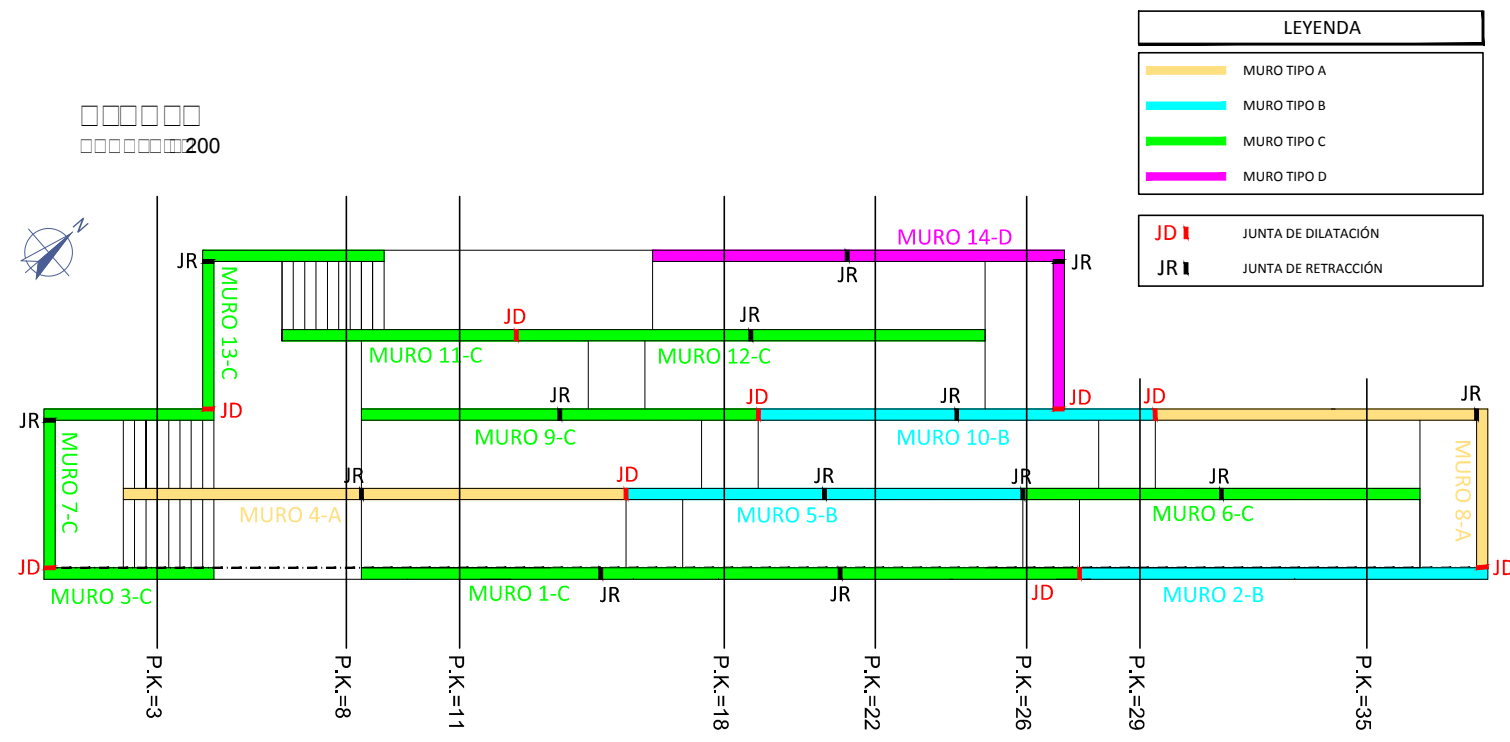 LEYENDA
MURO TIPO A
MURO TIPO B
MURO TIPO C
MURO TIPO D
JD
JUNTA DE DILATACIÓN
JR
JUNTA DE RETRACCIÓN
200
N
MURO 14-D
JR
JR
JR
MURO 13-C
JD
JR
MURO 11-C
MURO 12-C
JR
JD
JD
JR
JD
JD
JR
MURO 9-C
MURO 10-B
MURO 7-C
JR
JD
JR
JR
JR
MURO 8-A
MURO 4-A
MURO 5-B
MURO 6-C
JD
JD
MURO 3-C
MURO 1-C
JR
JR
JD
MURO 2-B
P.K.=3
P.K.=8
P.K.=11
P.K.=18
P.K.=22
P.K.=26
P.K.=29
P.K.=35